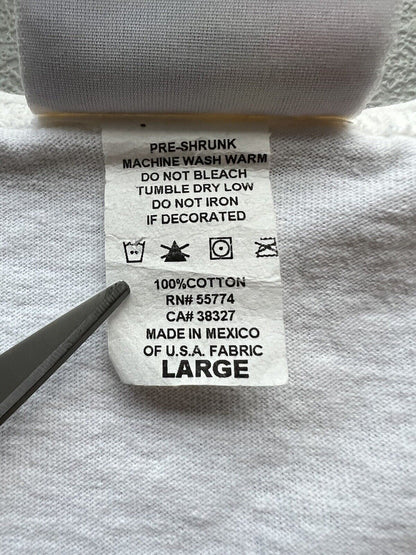 PRE-SHRUNK
MACHINE WASH WARM
DO NOT BLEACH
TUMBLE DRY LOW
DO NOT IRON
IF DECORATED
100%COTTON
RN# 55774
CA# 38327
MADE IN MEXICO
OF U.S.A. FABRIC
LARGE